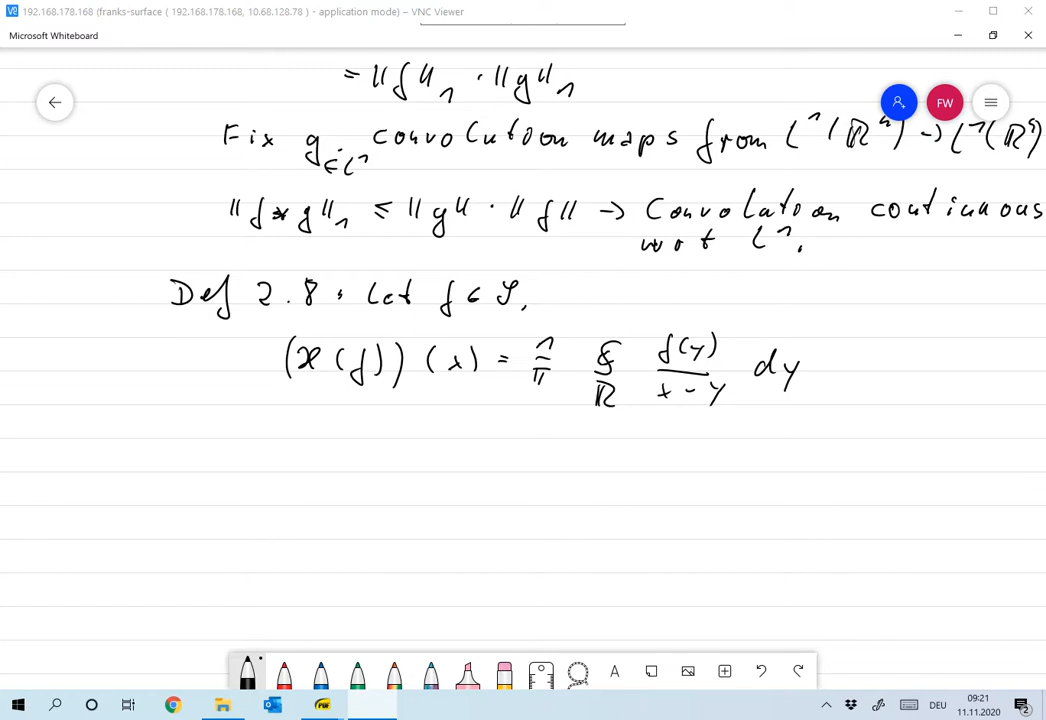 192.168.178.168 (franks-surface ( 192.168.178.168, 10.68.128.78 ) - application mode) – VNC Viewer
Microsoft Whiteboard
= ||f||₁ · ||g||₁
FW
Fix g ∈ L¹ convolution maps from L¹(ℝⁿ) → L¹(ℝⁿ)
||f * g||₁ ≤ ||g|| · ||f|| → Convolution continuous
wrt L¹.
Def 2.8: Let f ∈ 𝒮,
(ℋ(f))(x) = 1/π ⨍_ℝ f(y)/(x - y) dy
A
DEU
09:21
11.11.2020
2